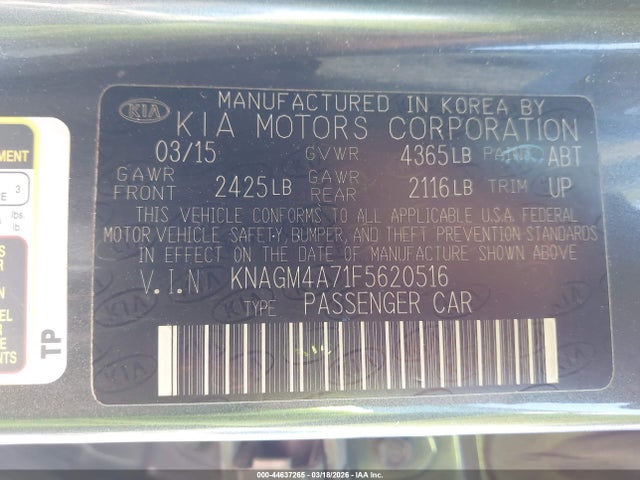 MANUFACTURED IN KOREA BY
KIA
KIA MOTORS CORPORATION
03/15 GVWR 4365LB PAINT ABT
GAWR FRONT 2425LB GAWR REAR 2116LB TRIM UP
THIS VEHICLE CONFORMS TO ALL APPLICABLE U.S.A. FEDERAL
MOTOR VEHICLE SAFETY, BUMPER, AND THEFT PREVENTION STANDARDS
IN EFFECT ON THE DATE OF MANUFACTURE SHOWN ABOVE
V.I.N KNAGM4A71F5620516
TYPE PASSENGER CAR
TP
3
lbs.
000-44637265 - 03/18/2026 - IAA Inc.